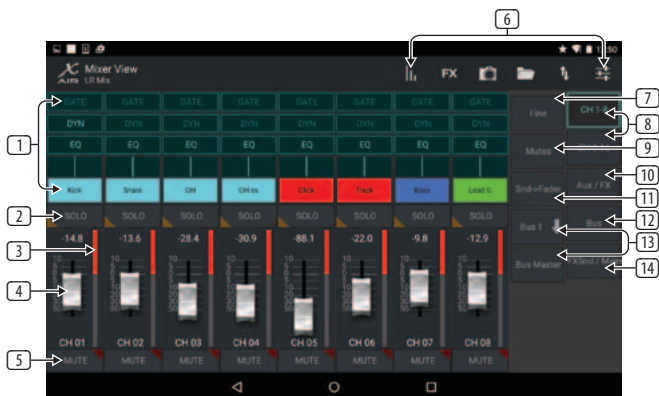 6
12:50
X AIR Mixer View
LR Mix
FX
GATE GATE GATE GATE GATE GATE GATE GATE
DYN DYN DYN DYN DYN DYN DYN DYN
EQ EQ EQ EQ EQ EQ EQ EQ
1
Kick Snare OH OH ex Click Track Bass Lead G.
2
SOLO SOLO SOLO SOLO SOLO SOLO SOLO SOLO
-14.8 -13.6 -28.4 -30.9 -88.1 -22.0 -9.8 -12.9
3
4
CH 01 CH 02 CH 03 CH 04 CH 05 CH 06 CH 07 CH 08
5
MUTE MUTE MUTE MUTE MUTE MUTE MUTE MUTE
Fine CH 1-8
7
8
Mutes
9
Snd->Fader Aux / FX
10
11
Bus 1 Bus
12
13
Bus Master
14